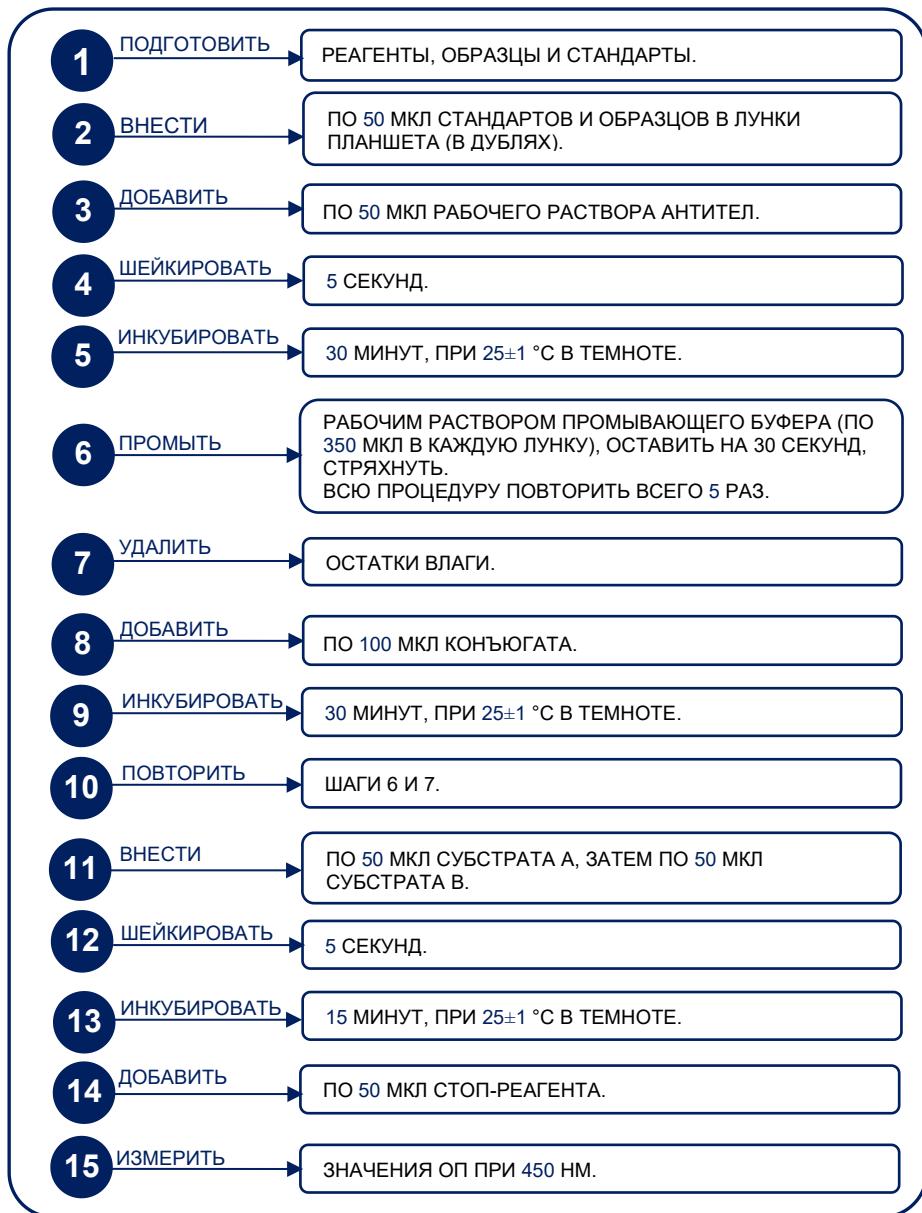 1 ПОДГОТОВИТЬ РЕАГЕНТЫ, ОБРАЗЦЫ И СТАНДАРТЫ.
2 ВНЕСТИ ПО 50 МКЛ СТАНДАРТОВ И ОБРАЗЦОВ В ЛУНКИ
ПЛАНШЕТА (В ДУБЛЯХ).
3 ДОБАВИТЬ ПО 50 МКЛ РАБОЧЕГО РАСТВОРА АНТИТЕЛ.
4 ШЕЙКИРОВАТЬ 5 СЕКУНД.
5 ИНКУБИРОВАТЬ 30 МИНУТ, ПРИ 25±1 °C В ТЕМНОТЕ.
6 ПРОМЫТЬ РАБОЧИМ РАСТВОРОМ ПРОМЫВАЮЩЕГО БУФЕРА (ПО
350 МКЛ В КАЖДУЮ ЛУНКУ), ОСТАВИТЬ НА 30 СЕКУНД,
СТРЯХНУТЬ.
ВСЮ ПРОЦЕДУРУ ПОВТОРИТЬ ВСЕГО 5 РАЗ.
7 УДАЛИТЬ ОСТАТКИ ВЛАГИ.
8 ДОБАВИТЬ ПО 100 МКЛ КОНЪЮГАТА.
9 ИНКУБИРОВАТЬ 30 МИНУТ, ПРИ 25±1 °C В ТЕМНОТЕ.
10 ПОВТОРИТЬ ШАГИ 6 И 7.
11 ВНЕСТИ ПО 50 МКЛ СУБСТРАТА А, ЗАТЕМ ПО 50 МКЛ
СУБСТРАТА В.
12 ШЕЙКИРОВАТЬ 5 СЕКУНД.
13 ИНКУБИРОВАТЬ 15 МИНУТ, ПРИ 25±1 °C В ТЕМНОТЕ.
14 ДОБАВИТЬ ПО 50 МКЛ СТОП-РЕАГЕНТА.
15 ИЗМЕРИТЬ ЗНАЧЕНИЯ ОП ПРИ 450 НМ.